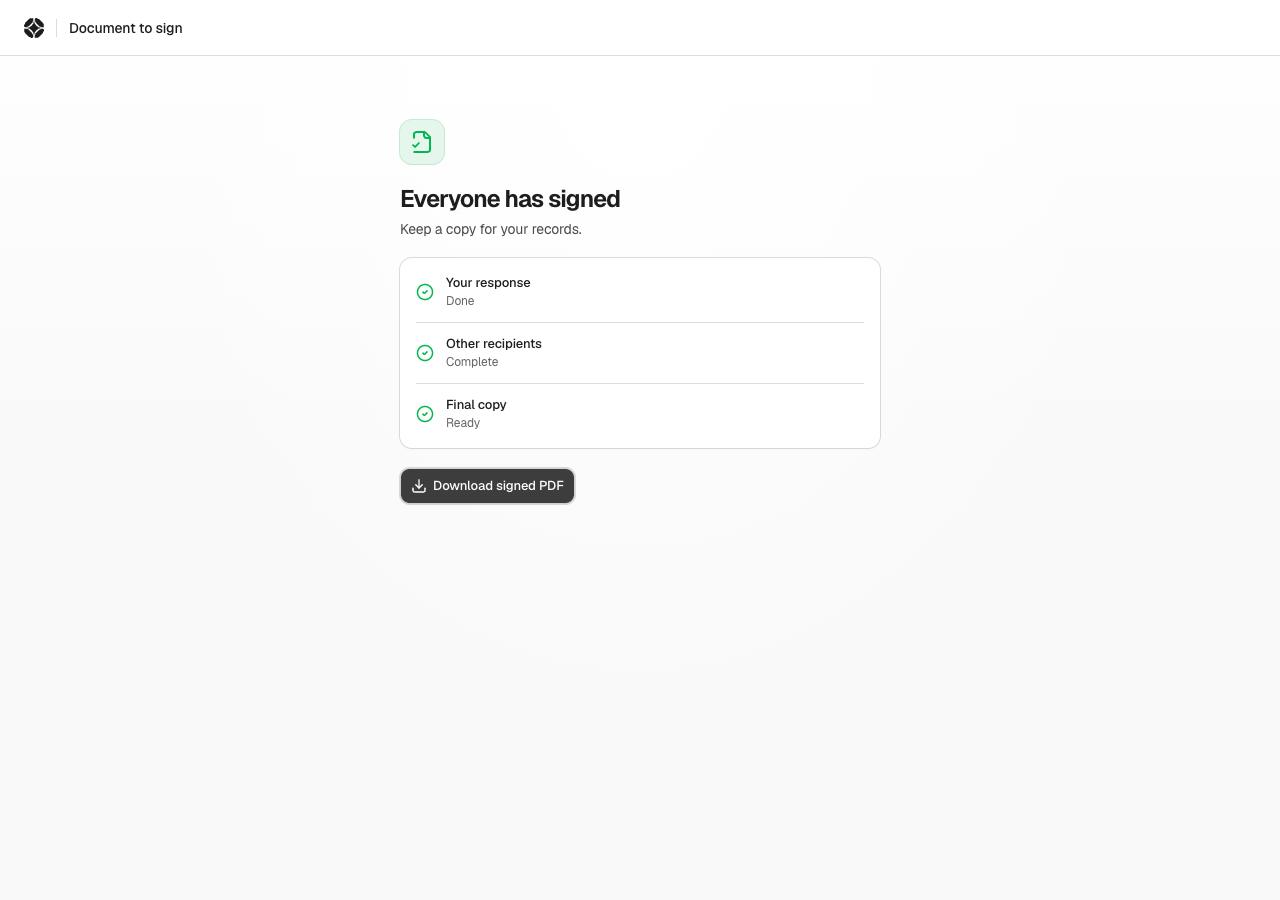 Document to sign
Everyone has signed
Keep a copy for your records.
Your response
Done
Other recipients
Complete
Final copy
Ready
Download signed PDF